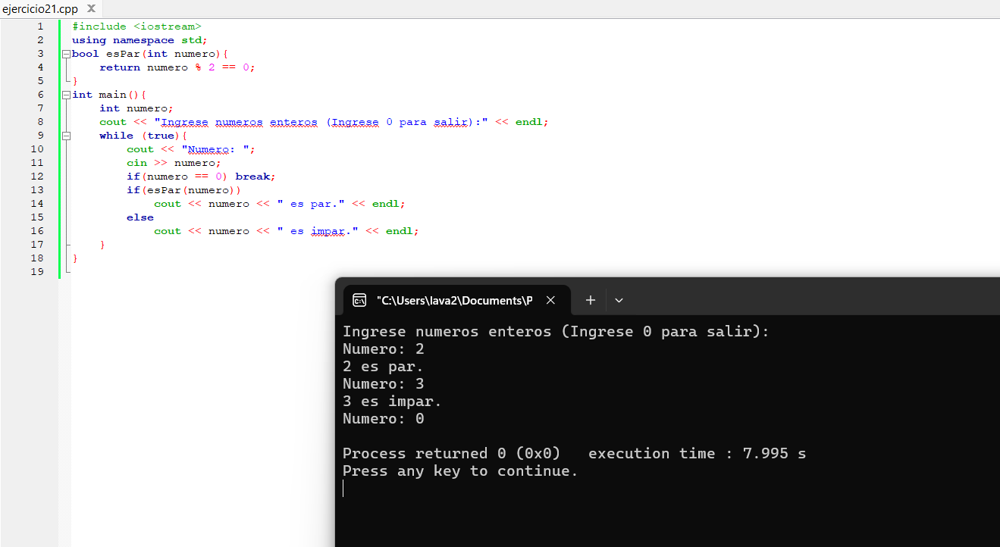 ejercicio21.cpp X
1 #include <iostream>
2 using namespace std;
3 bool esPar(int numero){
4 return numero % 2 == 0;
5 }
6 int main(){
7 int numero;
8 cout << "Ingrese numeros enteros (Ingrese 0 para salir):" << endl;
9 while (true){
10 cout << "Numero: ";
11 cin >> numero;
12 if(numero == 0) break;
13 if(esPar(numero))
14 cout << numero << " es par." << endl;
15 else
16 cout << numero << " es impar." << endl;
17 }
18 }
19
"C:\Users\lava2\Documents\P
Ingrese numeros enteros (Ingrese 0 para salir):
Numero: 2
2 es par.
Numero: 3
3 es impar.
Numero: 0
Process returned 0 (0x0) execution time : 7.995 s
Press any key to continue.